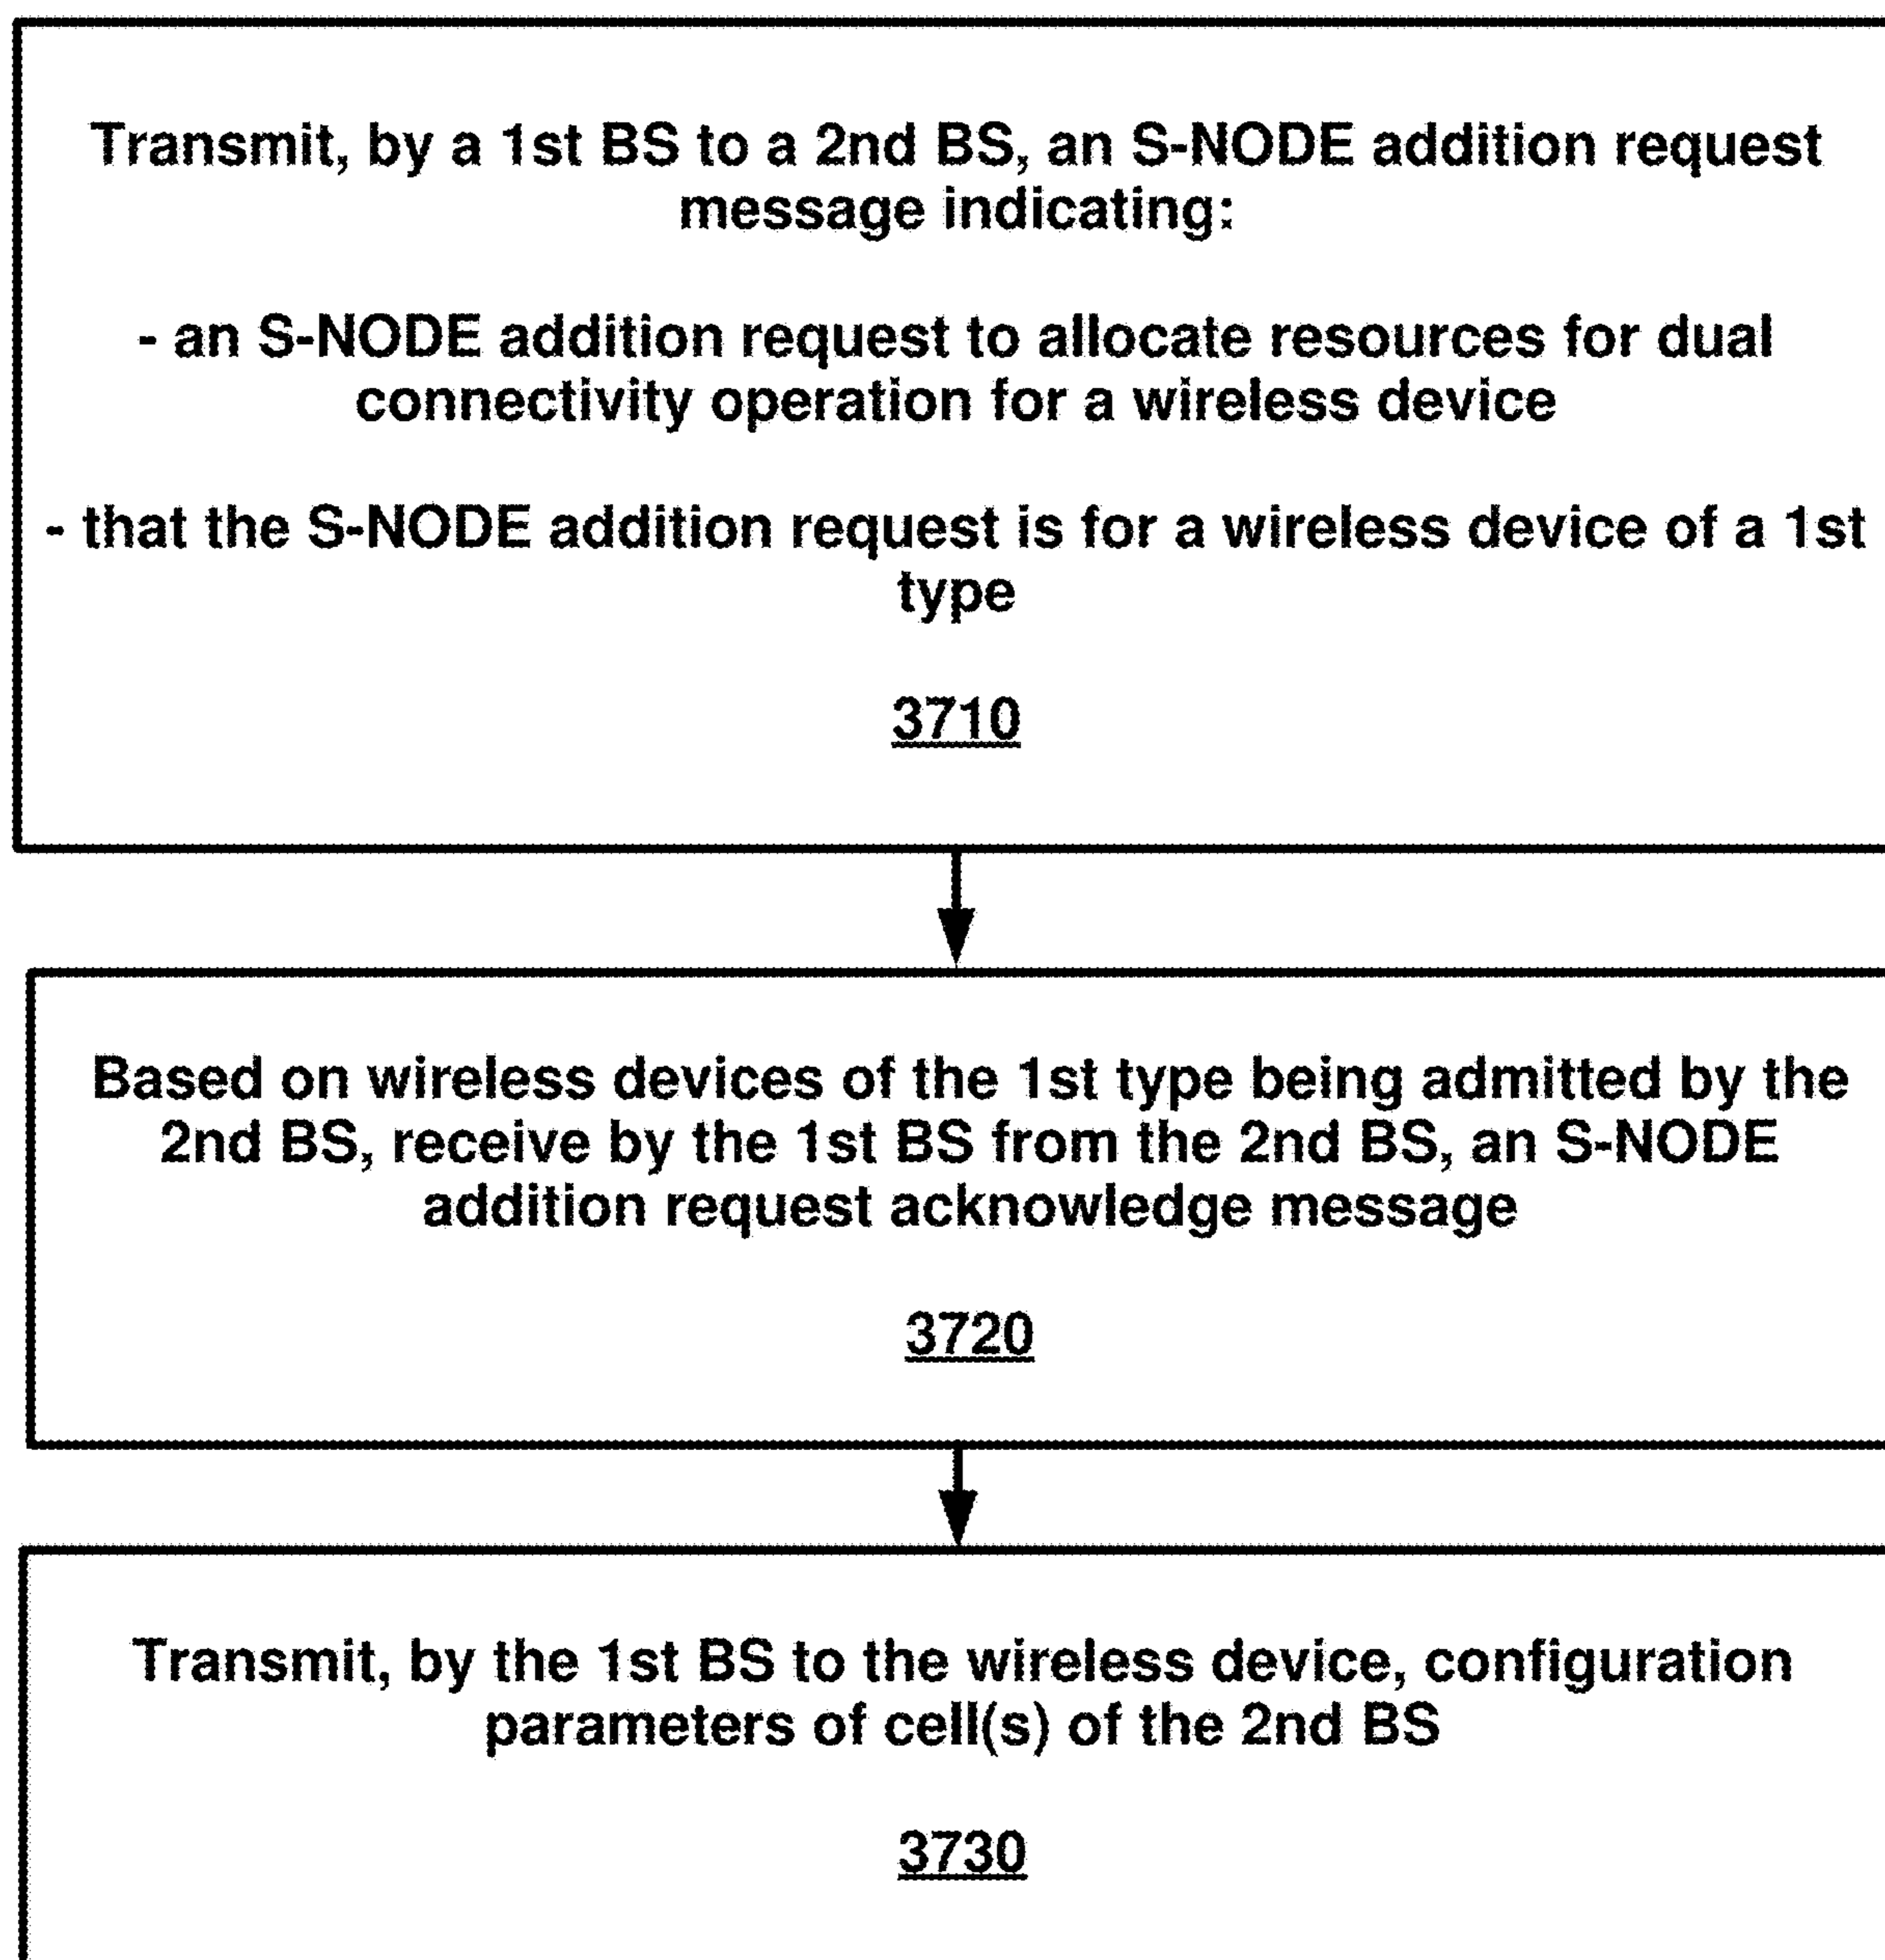 Transmit, by a 1st BS to a 2nd BS, an S-NODE addition request
message indicating:
- an S-NODE addition request to allocate resources for dual
connectivity operation for a wireless device
- that the S-NODE addition request is for a wireless device of a 1st
type
3710
Based on wireless devices of the 1st type being admitted by the
2nd BS, receive by the 1st BS from the 2nd BS, an S-NODE
addition request acknowledge message
3720
Transmit, by the 1st BS to the wireless device, configuration
parameters of cell(s) of the 2nd BS
3730